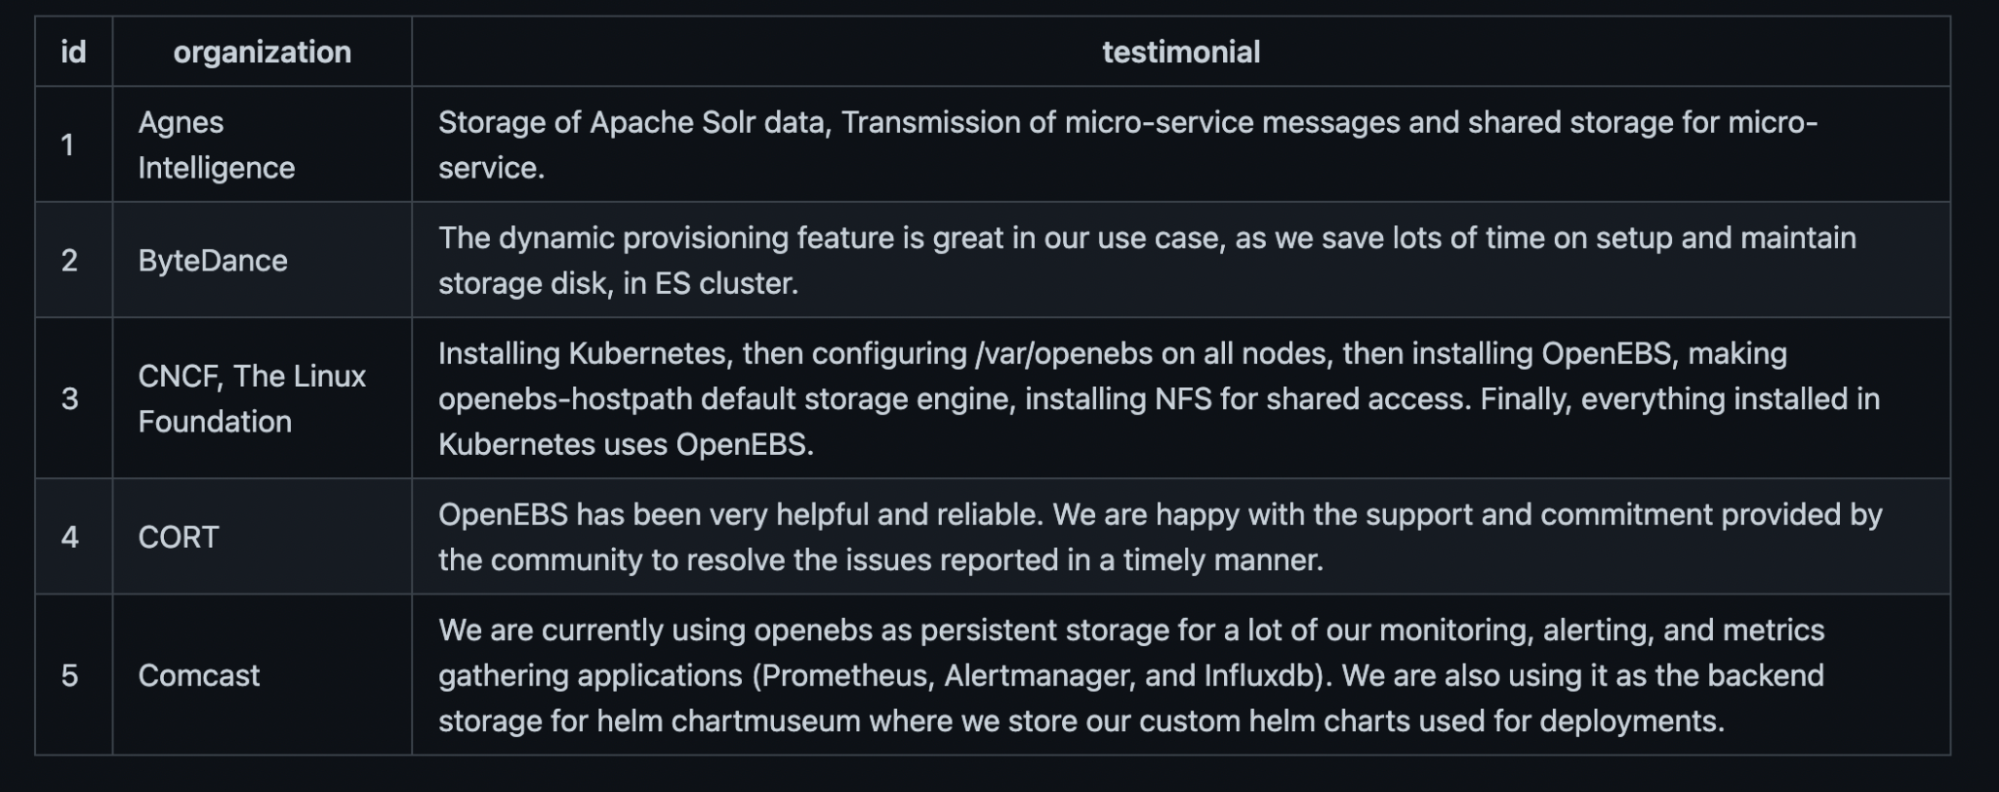 id organization testimonial
1 Agnes Intelligence Storage of Apache Solr data, Transmission of micro-service messages and shared storage for micro-
service.
2 ByteDance The dynamic provisioning feature is great in our use case, as we save lots of time on setup and maintain
storage disk, in ES cluster.
3 CNCF, The Linux Foundation Installing Kubernetes, then configuring /var/openebs on all nodes, then installing OpenEBS, making
openebs-hostpath default storage engine, installing NFS for shared access. Finally, everything installed in
Kubernetes uses OpenEBS.
4 CORT OpenEBS has been very helpful and reliable. We are happy with the support and commitment provided by
the community to resolve the issues reported in a timely manner.
5 Comcast We are currently using openebs as persistent storage for a lot of our monitoring, alerting, and metrics
gathering applications (Prometheus, Alertmanager, and Influxdb). We are also using it as the backend
storage for helm chartmuseum where we store our custom helm charts used for deployments.